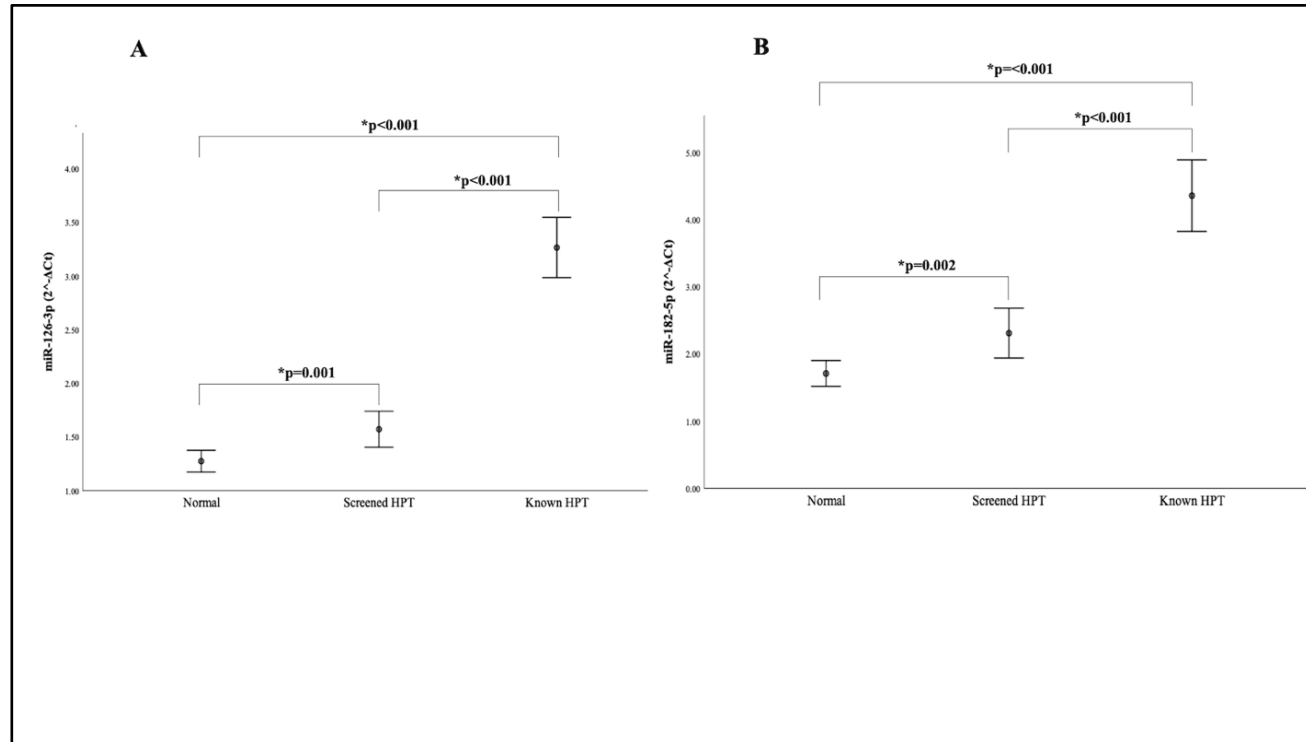 A
*p<0.001
*p<0.001
*p=0.001
miR-126-3p (2^-ΔCt)
4.00
3.50
3.00
2.50
2.00
1.50
1.00
Normal
Screened HPT
Known HPT
B
*p=<0.001
*p<0.001
*p=0.002
miR-182-5p (2^-ΔCt)
5.00
4.00
3.00
2.00
1.00
0.00
Normal
Screened HPT
Known HPT